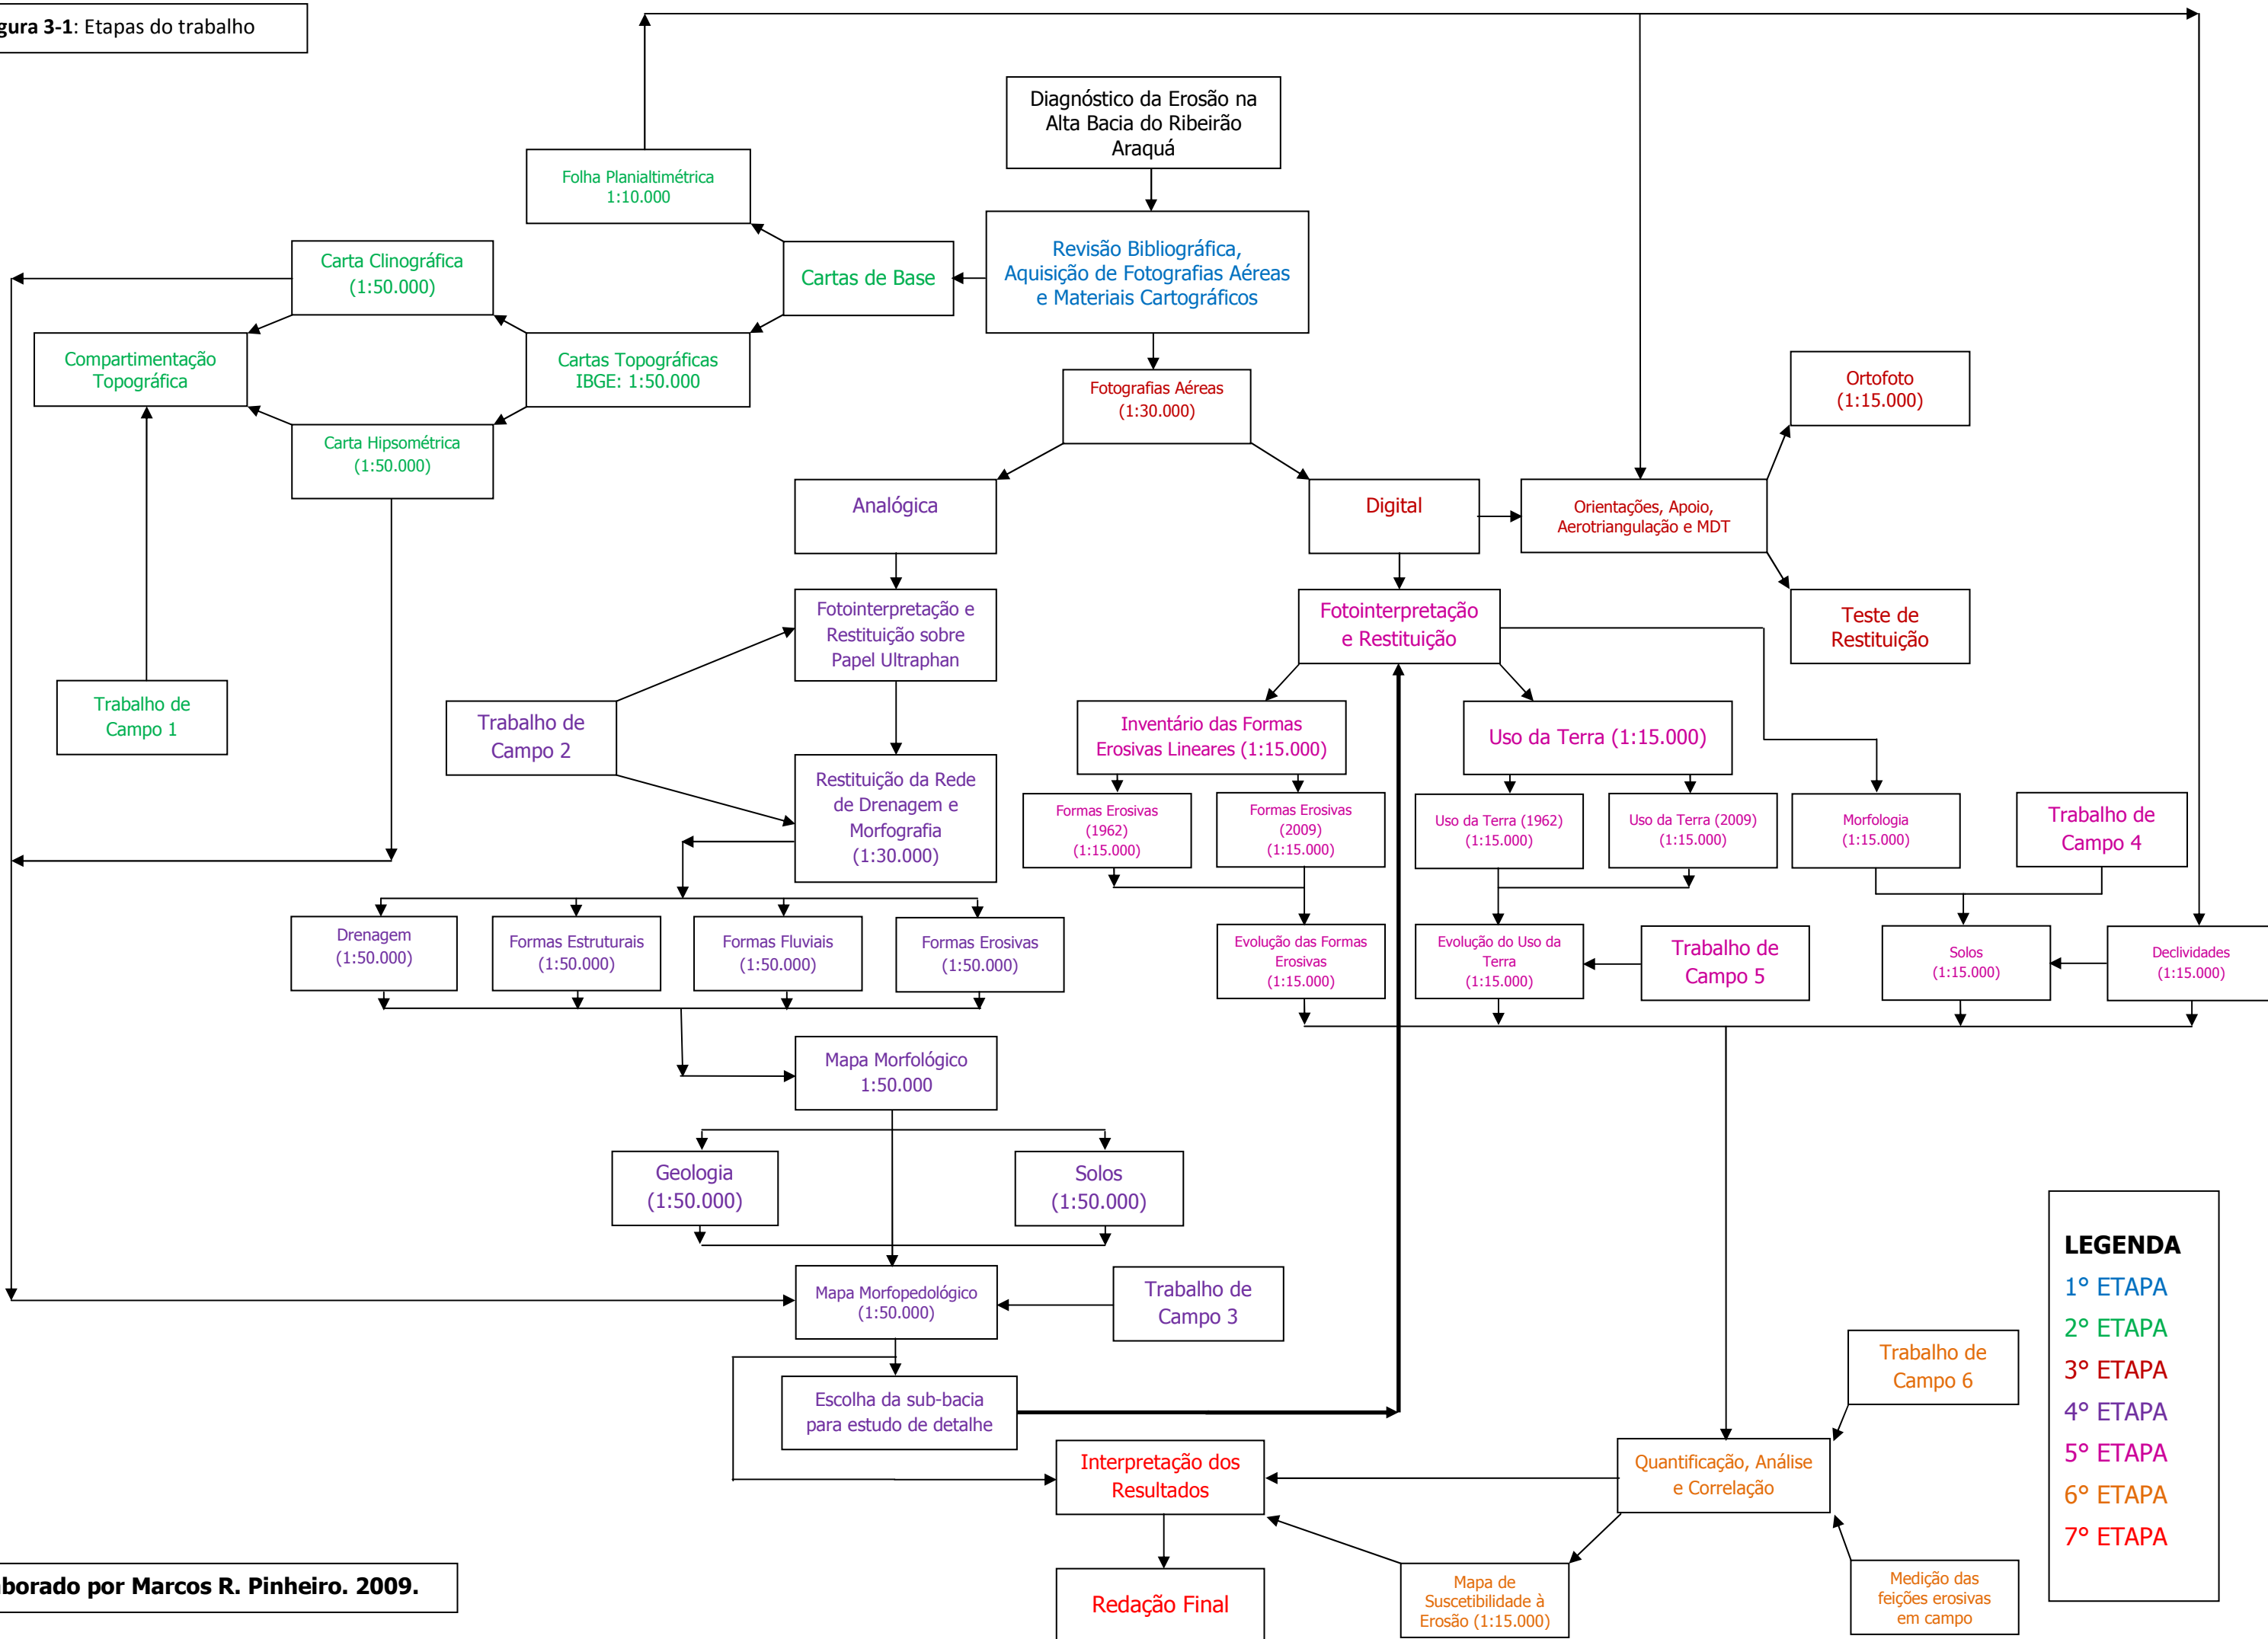 gura 3-1: Etapas do trabalho
Diagnóstico da Erosão na
Alta Bacia do Ribeirão
Araquá
Folha Planialtimétrica
1:10.000
Revisão Bibliográfica,
Aquisição de Fotografias Aéreas
e Materiais Cartográficos
Cartas de Base
Carta Clinográfica
(1:50.000)
Compartimentação
Topográfica
Cartas Topográficas
IBGE: 1:50.000
Carta Hipsométrica
(1:50.000)
Trabalho de
Campo 1
Fotografias Aéreas
(1:30.000)
Ortofoto
(1:15.000)
Analógica
Digital
Orientações, Apoio,
Aerotriangulação e MDT
Teste de
Restituição
Fotointerpretação e
Restituição sobre
Papel Ultraphan
Fotointerpretação
e Restituição
Trabalho de
Campo 2
Restituição da Rede
de Drenagem e
Morfografia
(1:30.000)
Inventário das Formas
Erosivas Lineares (1:15.000)
Uso da Terra (1:15.000)
Formas Erosivas
(1962)
(1:15.000)
Formas Erosivas
(2009)
(1:15.000)
Uso da Terra (1962)
(1:15.000)
Uso da Terra (2009)
(1:15.000)
Morfologia
(1:15.000)
Trabalho de
Campo 4
Drenagem
(1:50.000)
Formas Estruturais
(1:50.000)
Formas Fluviais
(1:50.000)
Formas Erosivas
(1:50.000)
Evolução das Formas
Erosivas
(1:15.000)
Evolução do Uso da
Terra
(1:15.000)
Trabalho de
Campo 5
Solos
(1:15.000)
Declividades
(1:15.000)
Mapa Morfológico
1:50.000
Geologia
(1:50.000)
Solos
(1:50.000)
Mapa Morfopedológico
(1:50.000)
Trabalho de
Campo 3
Escolha da sub-bacia
para estudo de detalhe
Interpretação dos
Resultados
Quantificação, Análise
e Correlação
Trabalho de
Campo 6
Redação Final
Mapa de
Suscetibilidade à
Erosão (1:15.000)
Medição das
feições erosivas
em campo
LEGENDA
1° ETAPA
2° ETAPA
3° ETAPA
4° ETAPA
5° ETAPA
6° ETAPA
7° ETAPA
borado por Marcos R. Pinheiro. 2009.